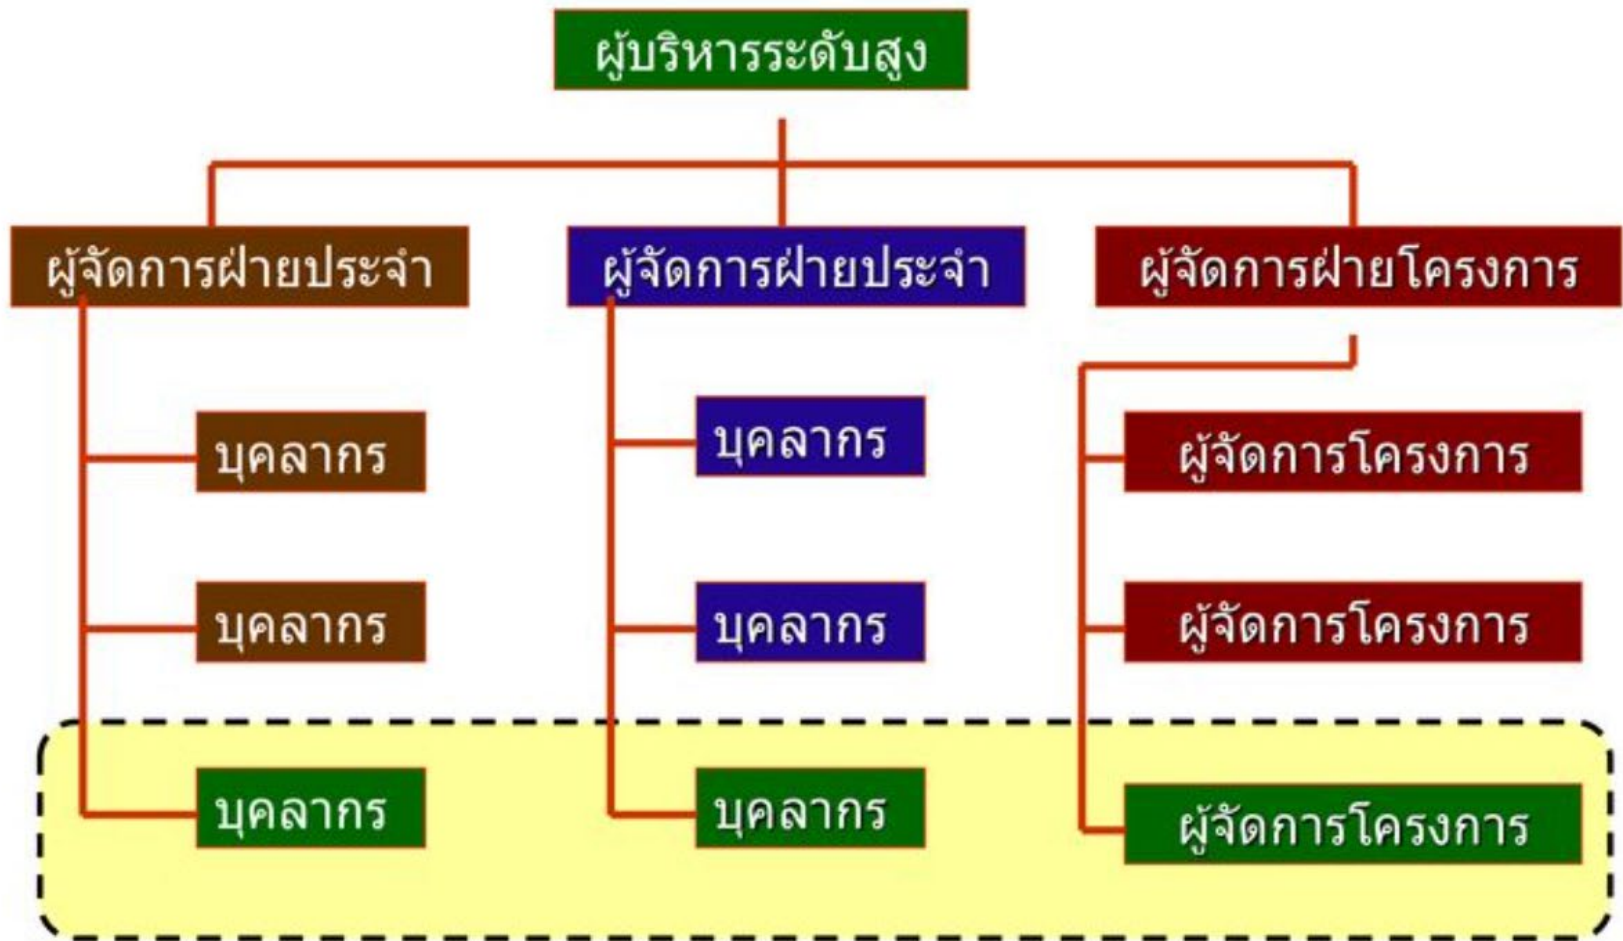 ผู้บริหารระดับสูง
ผู้จัดการฝ่ายประจำ
ผู้จัดการฝ่ายประจำ
ผู้จัดการฝ่ายโครงการ
บุคลากร
บุคลากร
ผู้จัดการโครงการ
บุคลากร
บุคลากร
ผู้จัดการโครงการ
บุคลากร
บุคลากร
ผู้จัดการโครงการ